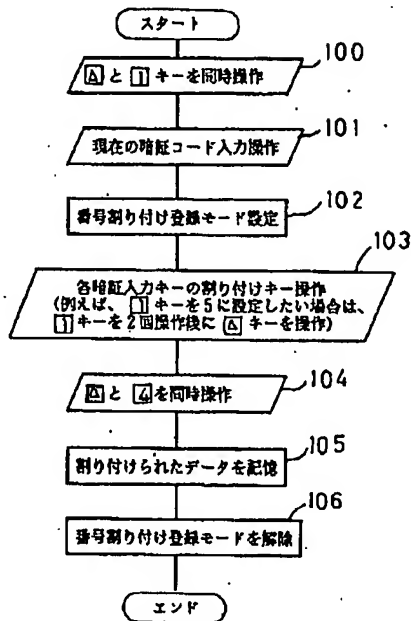 スタート
100
Δと1キーを同時操作
101
現在の暗証コード入力操作
102
番号割り付け登録モード設定
103
各暗証入力キーの割り付けキー操作
(例えば、1キーを5に設定したい場合は、
1キーを2回操作後にΔキーを操作)
104
Δと4を同時操作
105
割り付けられたデータを記憶
106
番号割り付け登録モードを解除
エンド